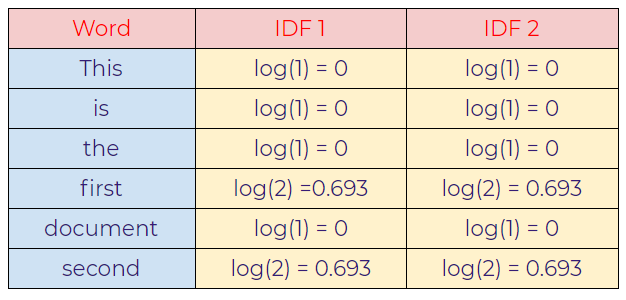 Word IDF 1 IDF 2
This log(1) = 0 log(1) = 0
is log(1) = 0 log(1) = 0
the log(1) = 0 log(1) = 0
first log(2) =0.693 log(2) = 0.693
document log(1) = 0 log(1) = 0
second log(2) = 0.693 log(2) = 0.693